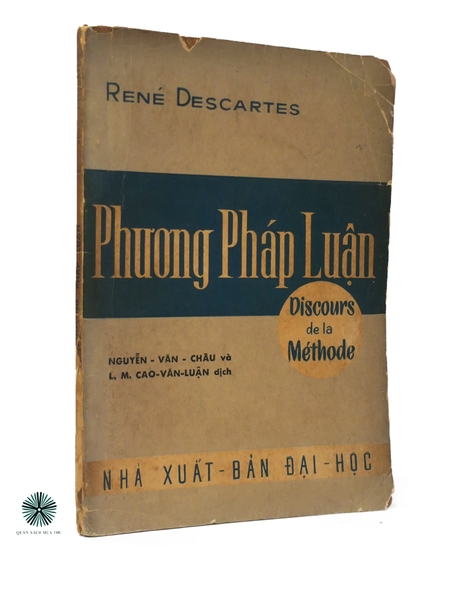 RENÉ DESCARTES
Phương Pháp Luận
Discours
de la
Méthode
NGUYỄN - VĂN - CHÂU và
L. M. CAO-VĂN-LUẬN dịch
NHÀ XUẤT-BẢN ĐẠI-HỌC